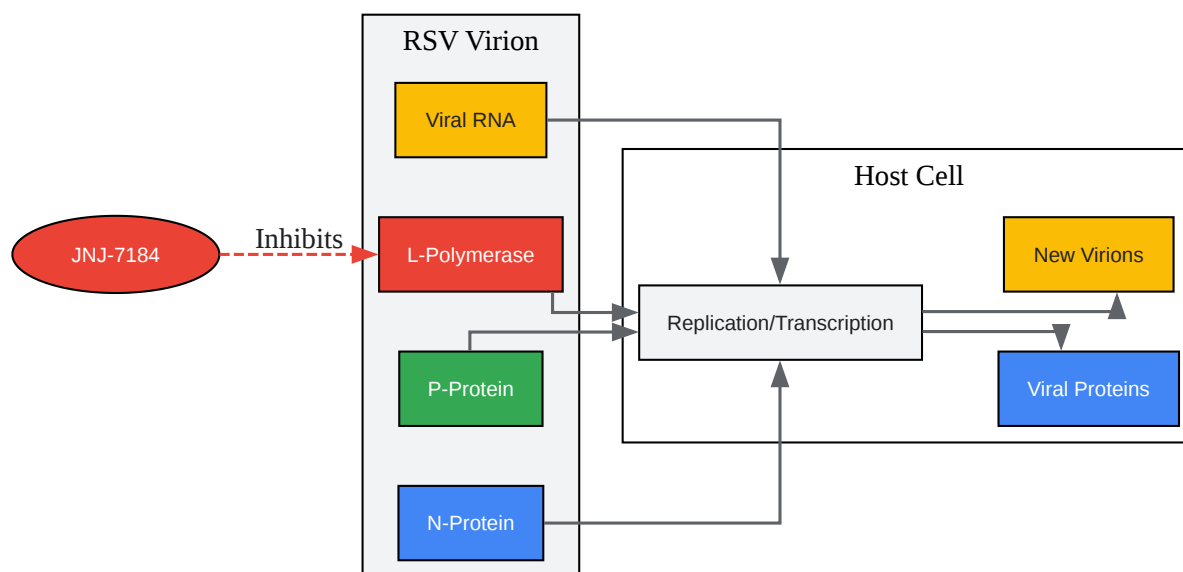 RSV Virion
Viral RNA
Host Cell
JNJ-7184
Inhibits
L-Polymerase
New Virions
Replication/Transcription
P-Protein
Viral Proteins
N-Protein